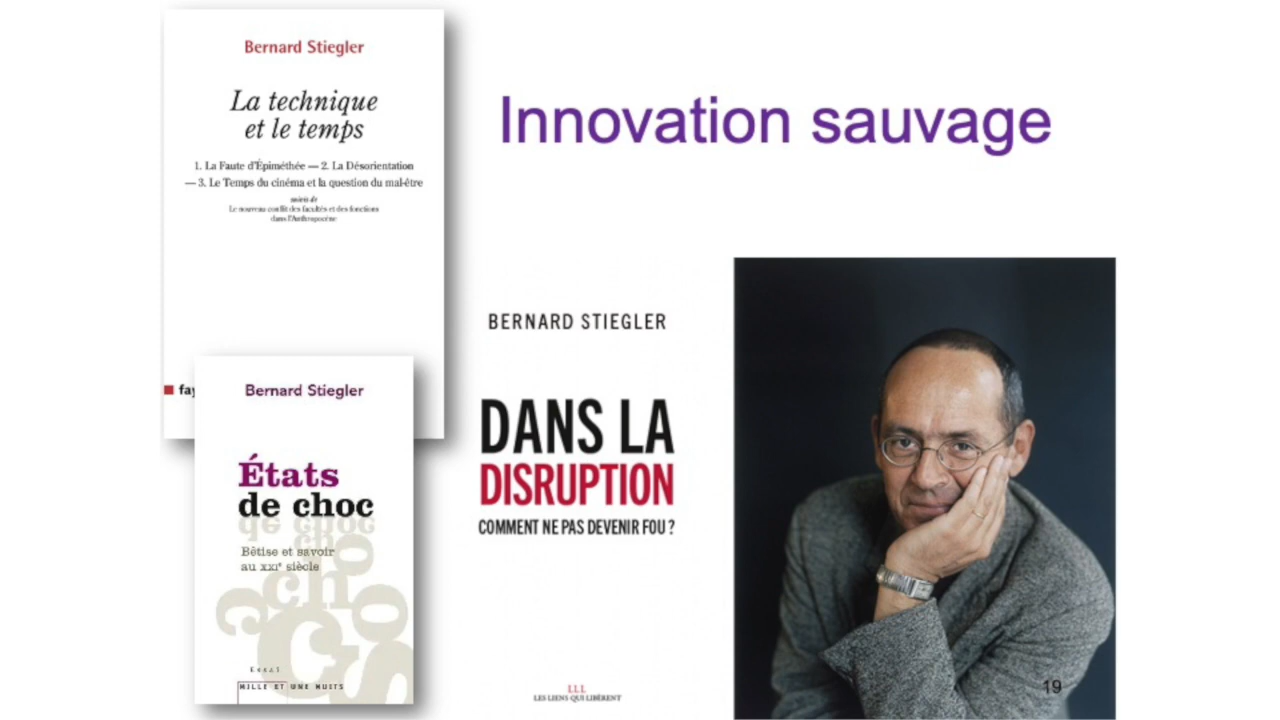 Bernard Stiegler
La technique
et le temps
1. La Faute d'Épiméthée — 2. La Désorientation
— 3. Le Temps du cinéma et la question du mal-être
suivis de
Le nouveau conflit des facultés et des fonctions
dans l'Anthropocène
fay
Innovation sauvage
Bernard Stiegler
États
de choc
de choc
Bêtise et savoir
au XXIe siècle
ESSAI
MILLE ET UNE NUITS
BERNARD STIEGLER
DANS LA
DISRUPTION
COMMENT NE PAS DEVENIR FOU ?
LLL
LES LIENS QUI LIBÈRENT
19